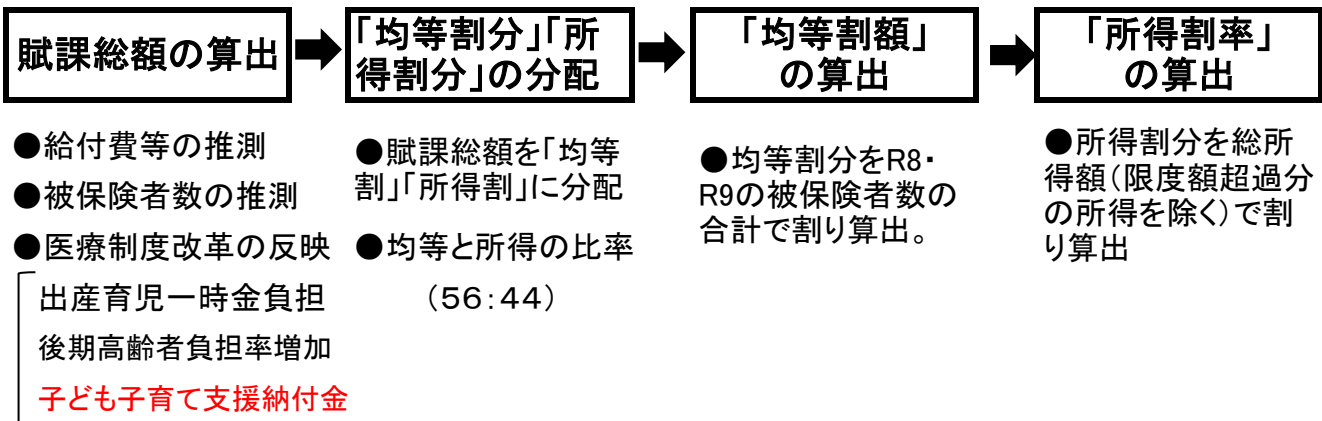 賦課総額の算出
「均等割分」「所
得割分」の分配
「均等割額」
の算出
「所得割率」
の算出
●給付費等の推測
●被保険者数の推測
●医療制度改革の反映
出産育児一時金負担
後期高齢者負担率増加
子ども子育て支援納付金
●賦課総額を「均等
割」「所得割」に分配
●均等と所得の比率
（５６：４４）
●均等割分をR8・
R9の被保険者数の
合計で割り算出。
●所得割分を総所
得額（限度額超過分
の所得を除く）で割
り算出